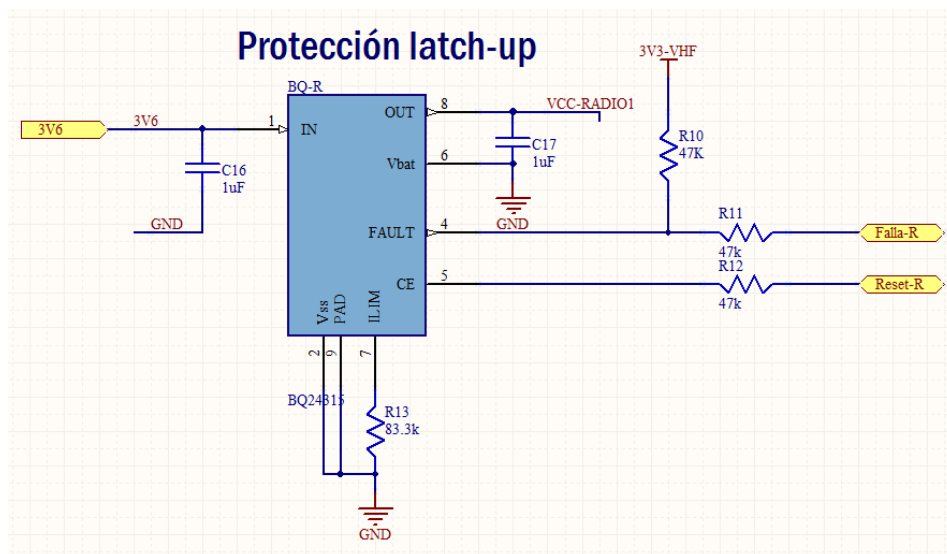 Protección latch-up
3V3-VHF
BQ-R
3V6
3V6
1
IN
OUT
8
VCC-RADIO1
C16
1uF
C17
1uF
Vbat
6
R10
47K
GND
GND
FAULT
4
R11
47k
Falla-R
CE
5
R12
47k
Reset-R
Vss
PAD
ILIM
2
9
7
BQ24315
R13
83.3k
GND